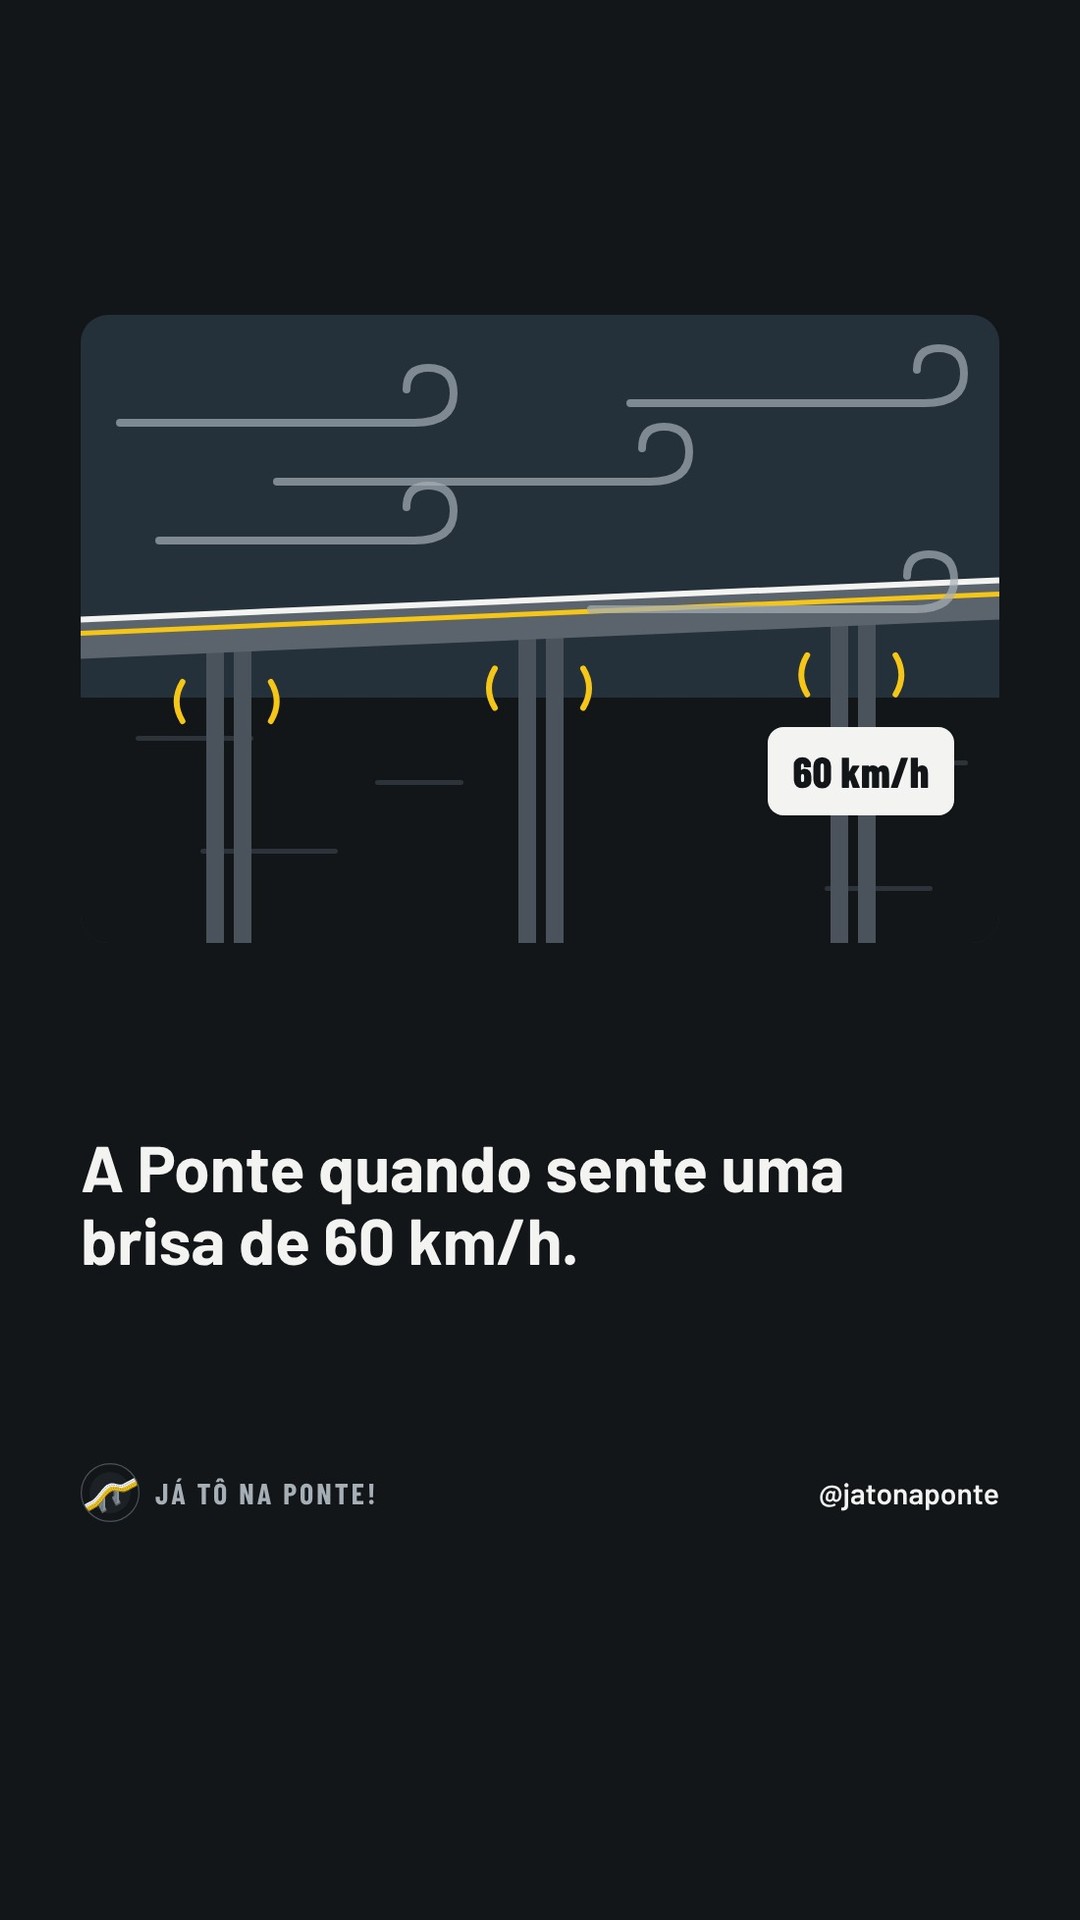 60 km/h
A Ponte quando sente uma
brisa de 60 km/h.
JÁ TÔ NA PONTE!
@jatonaponte